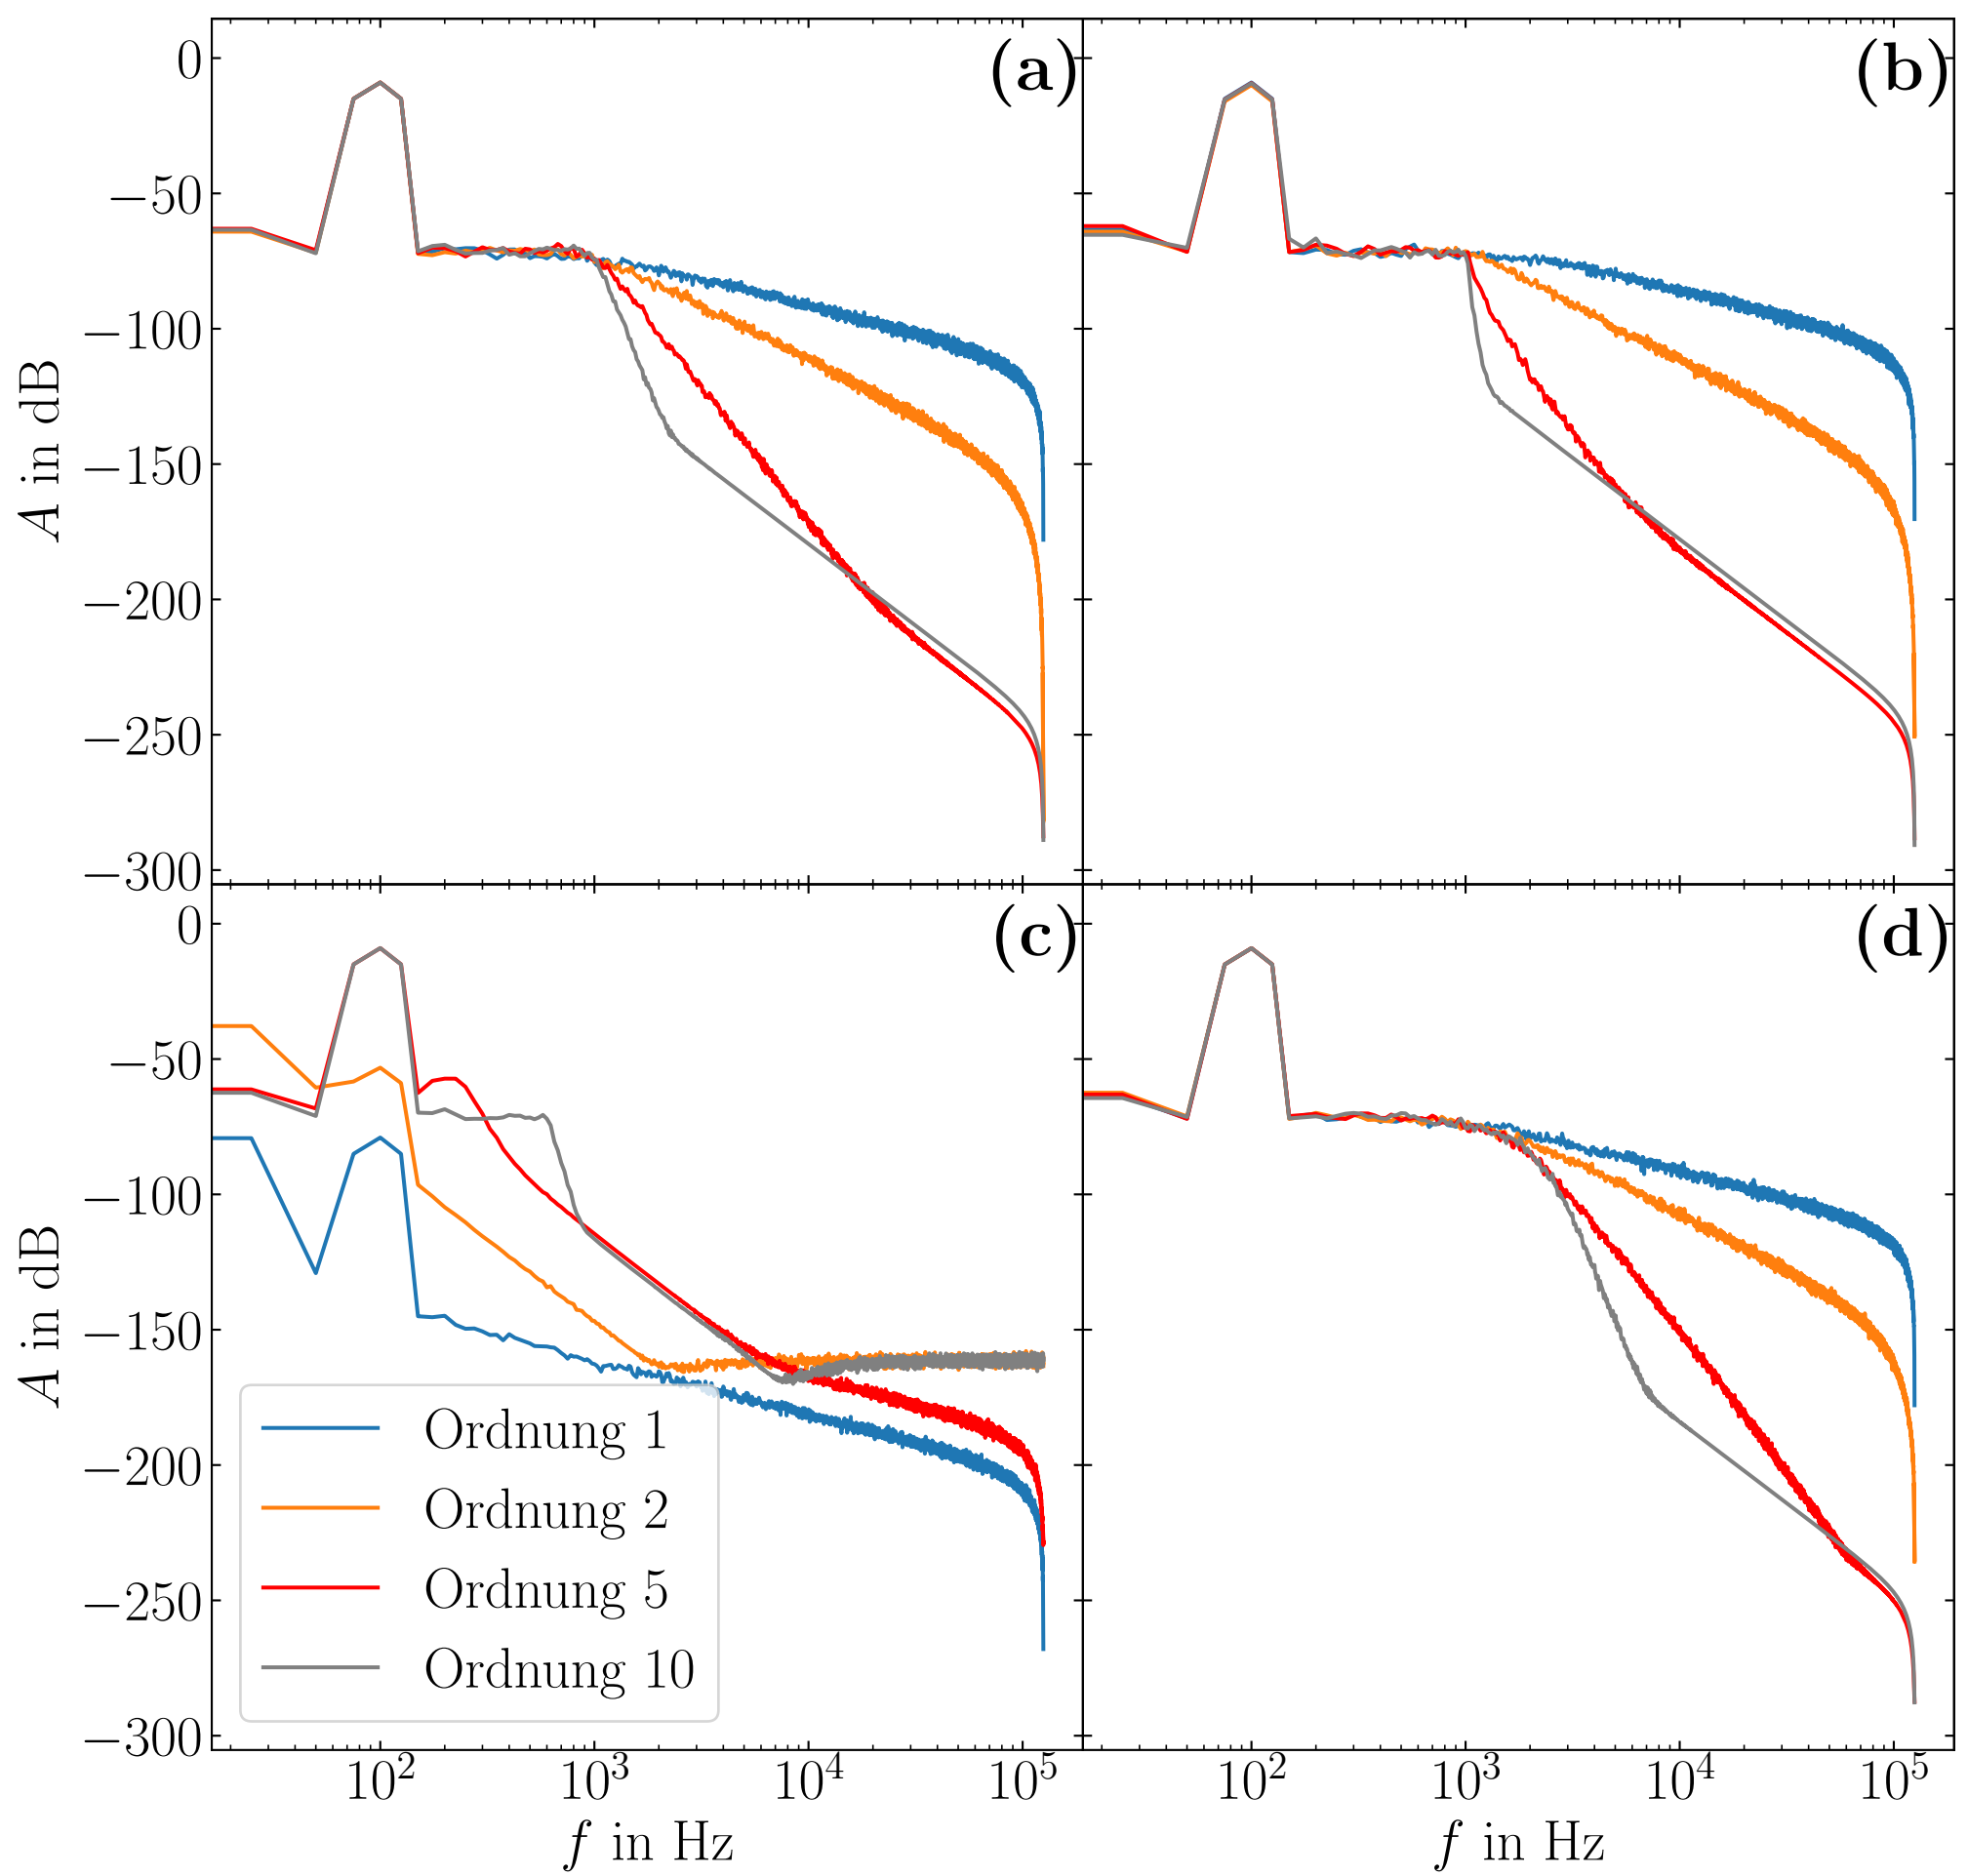 (a)
(b)
0
−50
−100
−150
−200
−250
−300
A in dB
(c)
(d)
0
−50
−100
−150
−200
−250
−300
A in dB
Ordnung 1
Ordnung 2
Ordnung 5
Ordnung 10
10² 10³ 10⁴ 10⁵ 10² 10³ 10⁴ 10⁵
f in Hz f in Hz